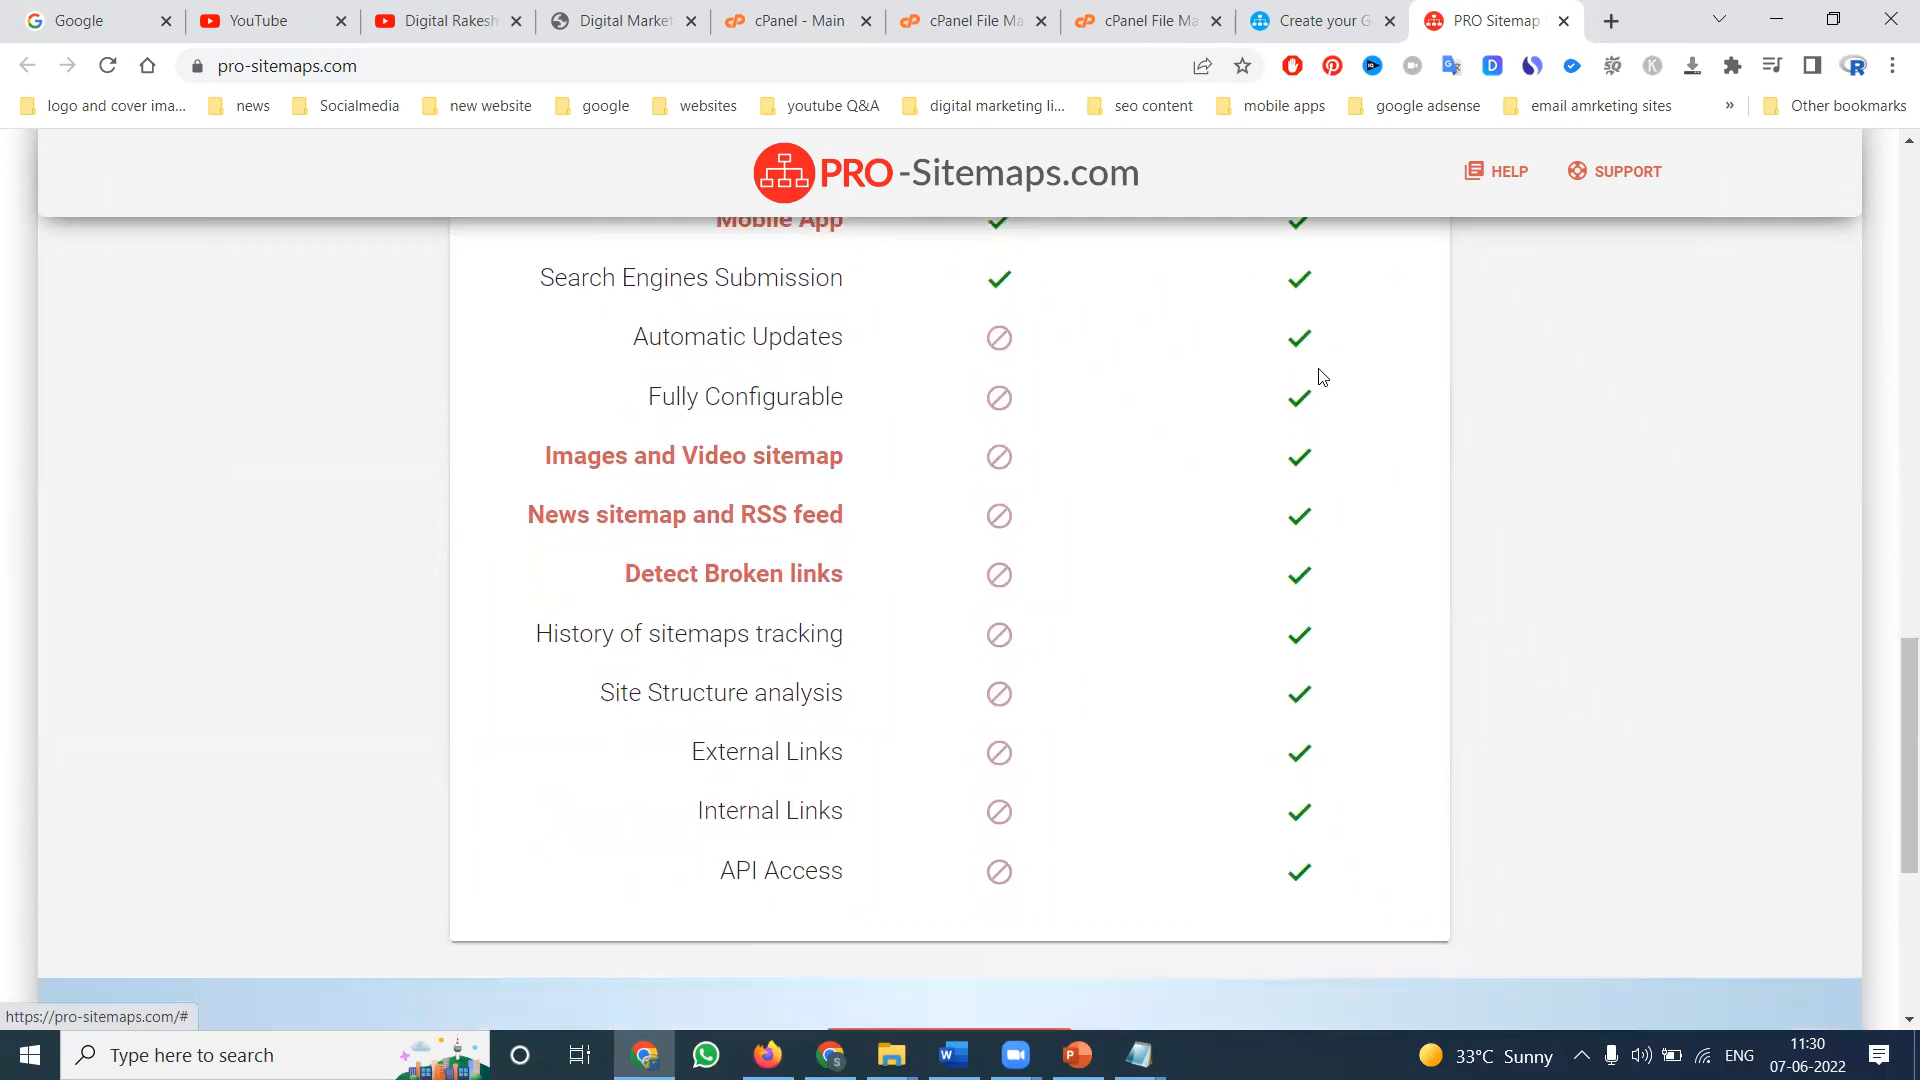 Google
YouTube
Digital Rakesh
Digital Market
cPanel - Main
cPanel File Ma
cPanel File Ma
Create your G
PRO Sitemap
pro-sitemaps.com
logo and cover ima...
news
Socialmedia
new website
google
websites
youtube Q&A
digital marketing li...
seo content
mobile apps
google adsense
email amrketing sites
»
Other bookmarks
PRO-Sitemaps.com
HELP
SUPPORT
Mobile App
Search Engines Submission
Automatic Updates
Fully Configurable
Images and Video sitemap
News sitemap and RSS feed
Detect Broken links
History of sitemaps tracking
Site Structure analysis
External Links
Internal Links
API Access
https://pro-sitemaps.com/#
Type here to search
33°C Sunny
ENG
11:30
07-06-2022